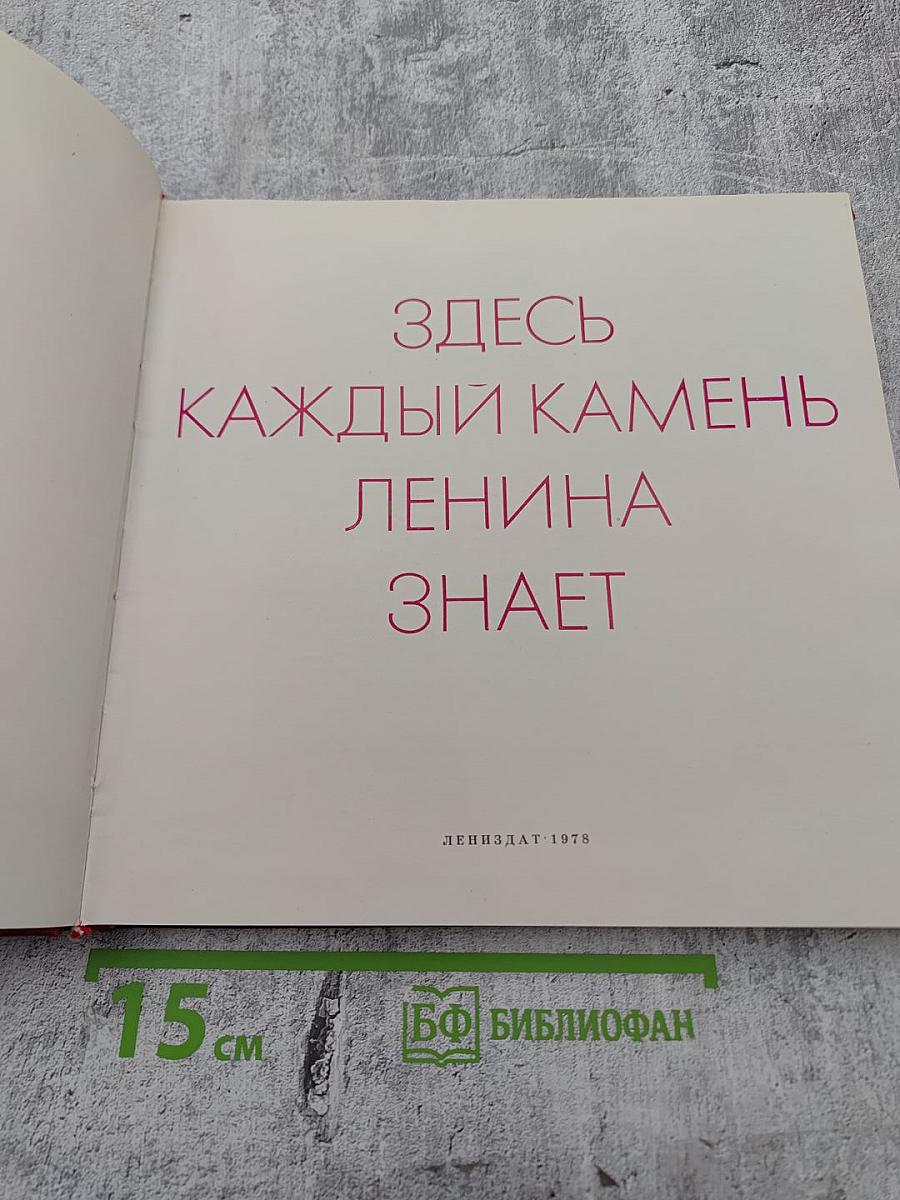 ЗДЕСЬ
КАЖДЫЙ КАМЕНЬ
ЛЕНИНА
ЗНАЕТ
ЛЕНИЗДАТ·1978
15 см
БФ БИБЛИОФАН